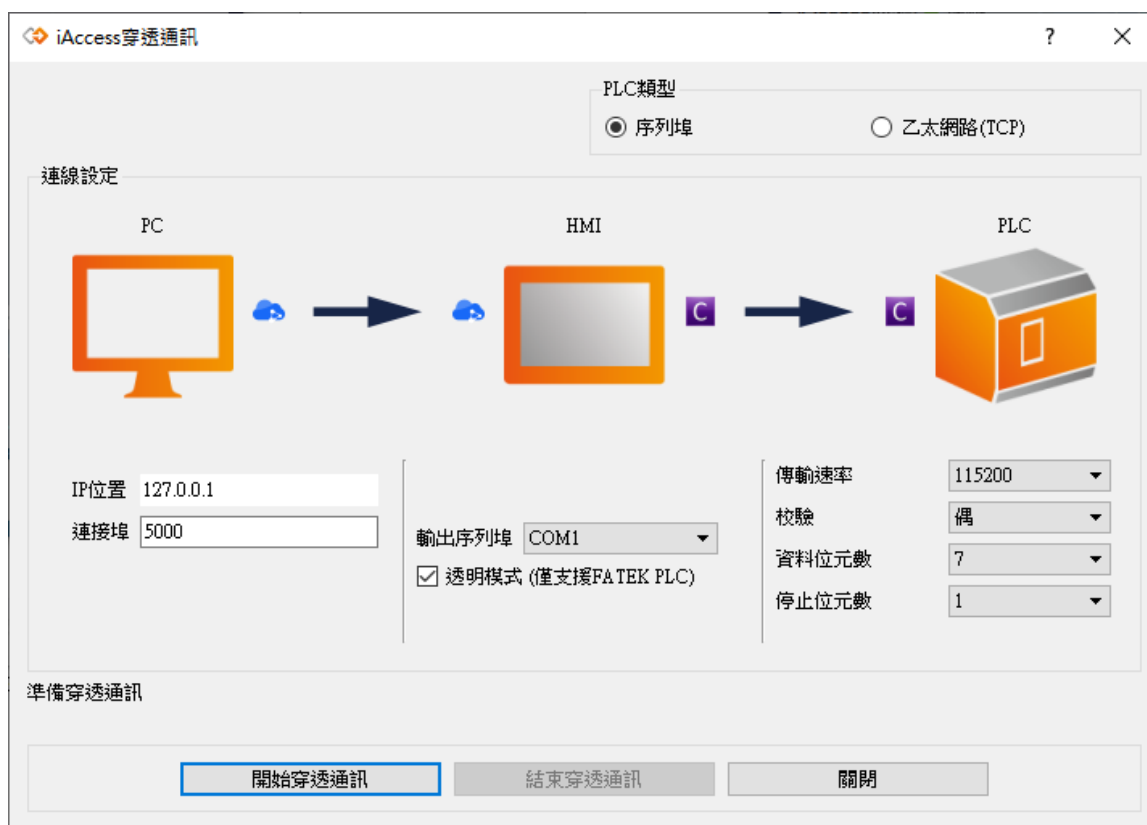 iAccess穿透通訊
?
PLC類型
序列埠
乙太網路(TCP)
連線設定
PC
HMI
PLC
C
C
IP位置 127.0.0.1
連接埠 5000
輸出序列埠 COM1
透明模式 (僅支援FATEK PLC)
傳輸速率 115200
校驗 偶
資料位元數 7
停止位元數 1
準備穿透通訊
開始穿透通訊
結束穿透通訊
關閉